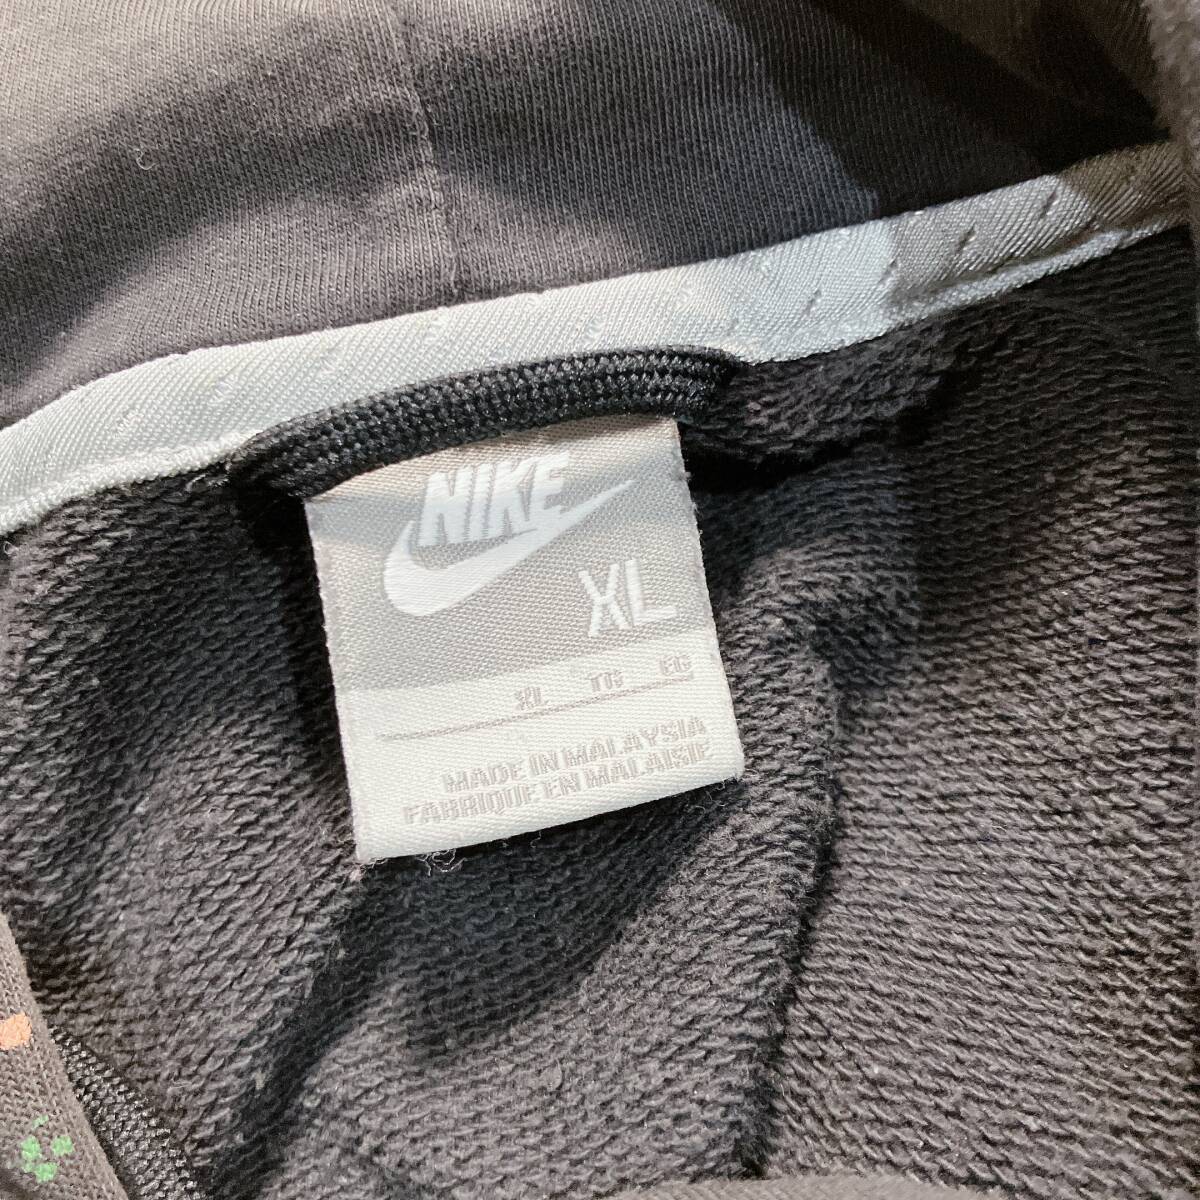 NIKE
XL
XL TG EG
MADE IN MALAYSIA
FABRIQUE EN MALAISIE